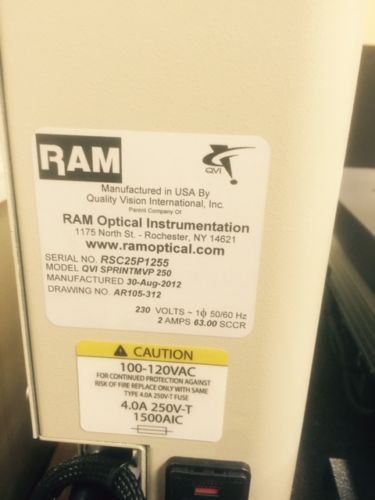 RAM
QVI
Manufactured in USA By
Quality Vision International, Inc.
Parent Company Of
RAM Optical Instrumentation
1175 North St. - Rochester, NY 14621
www.ramoptical.com
SERIAL NO. RSC25P1255
MODEL QVI SPRINTMVP 250
MANUFACTURED 30-Aug-2012
DRAWING NO. AR105-312
230 VOLTS ~ 1ϕ 50/60 Hz
2 AMPS 63.00 SCCR
CAUTION
100-120VAC
FOR CONTINUED PROTECTION AGAINST
RISK OF FIRE REPLACE ONLY WITH SAME
TYPE 4.0A 250V-T FUSE
4.0A 250V-T
1500AIC